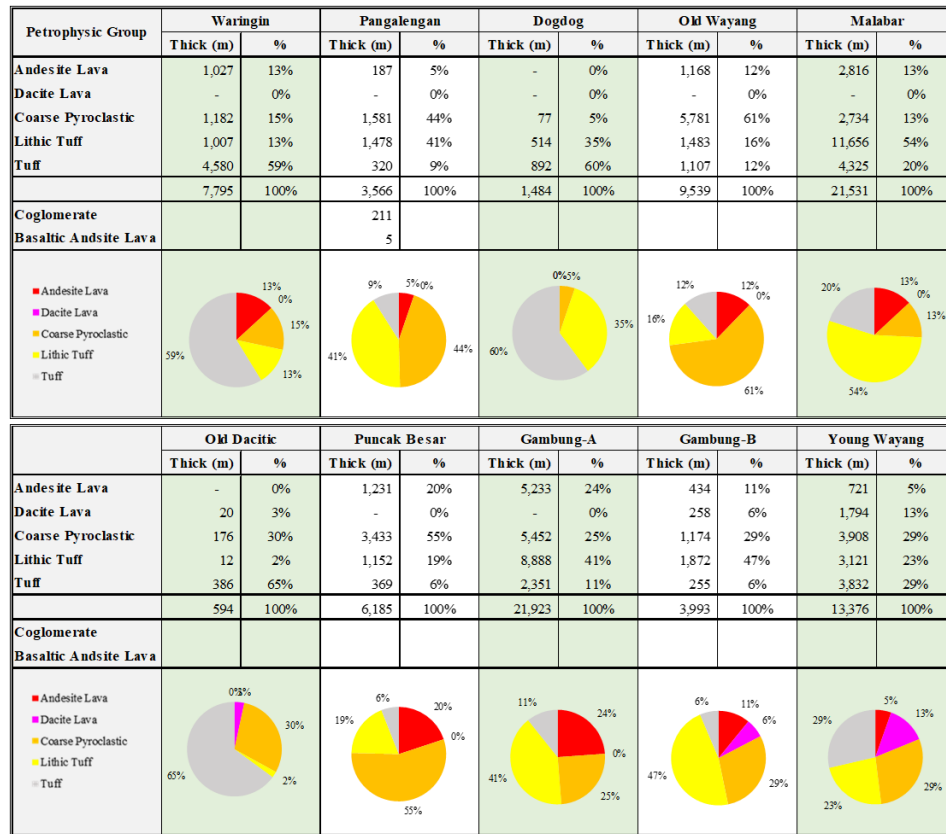 Petrophysic Group Waringin Pangalengan Dogdog Old Wayang Malabar
Thick (m) % Thick (m) % Thick (m) % Thick (m) % Thick (m) %
Andesite Lava 1,027 13% 187 5% - 0% 1,168 12% 2,816 13%
Dacite Lava - 0% - 0% - 0% - 0% - 0%
Coarse Pyroclastic 1,182 15% 1,581 44% 77 5% 5,781 61% 2,734 13%
Lithic Tuff 1,007 13% 1,478 41% 514 35% 1,483 16% 11,656 54%
Tuff 4,580 59% 320 9% 892 60% 1,107 12% 4,325 20%
7,795 100% 3,566 100% 1,484 100% 9,539 100% 21,531 100%
Coglomerate 211
Basaltic Andsite Lava 5
Andesite Lava
Dacite Lava
Coarse Pyroclastic
Lithic Tuff
Tuff
13% 0% 15% 13% 59%
5% 0% 44% 41% 9%
0% 5% 35% 60%
12% 0% 61% 16% 12%
13% 0% 13% 54% 20%
Old Dacitic Puncak Besar Gambung-A Gambung-B Young Wayang
Thick (m) % Thick (m) % Thick (m) % Thick (m) % Thick (m) %
Andesite Lava - 0% 1,231 20% 5,233 24% 434 11% 721 5%
Dacite Lava 20 3% - 0% - 0% 258 6% 1,794 13%
Coarse Pyroclastic 176 30% 3,433 55% 5,452 25% 1,174 29% 3,908 29%
Lithic Tuff 12 2% 1,152 19% 8,888 41% 1,872 47% 3,121 23%
Tuff 386 65% 369 6% 2,351 11% 255 6% 3,832 29%
594 100% 6,185 100% 21,923 100% 3,993 100% 13,376 100%
Coglomerate
Basaltic Andsite Lava
Andesite Lava
Dacite Lava
Coarse Pyroclastic
Lithic Tuff
Tuff
0% 30% 2% 65%
20% 0% 55% 19% 6%
24% 0% 25% 41% 11%
11% 6% 29% 47% 6%
5% 13% 29% 23% 29%